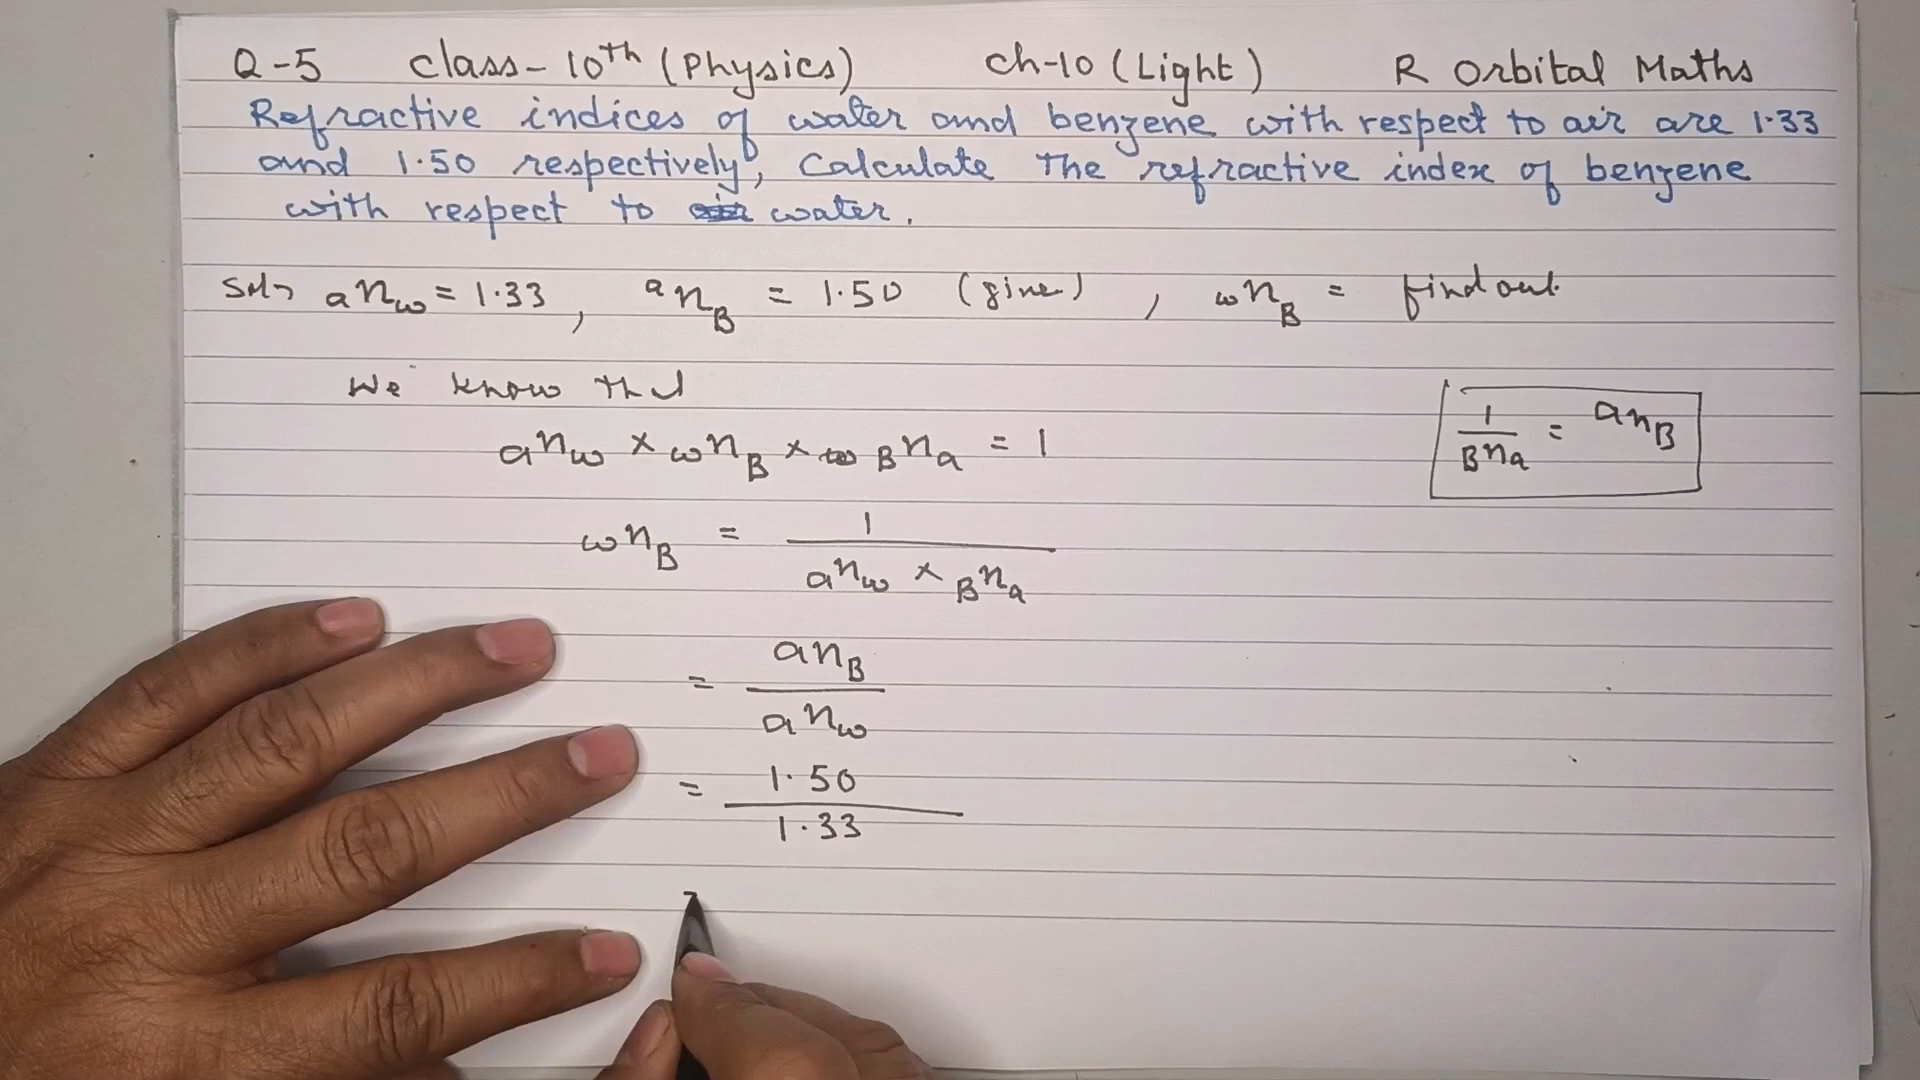 Q-5 Class-10th (Physics) Ch-10 (Light) R Orbital Maths
Refractive indices of water and benzene with respect to air are 1.33
and 1.50 respectively, Calculate The refractive index of benzene
with respect to water.
Soln anw = 1.33, anB = 1.50 (given), wnB = find out
We know that
anw × wnB × Bna = 1
1/Bna = anB
wnB = 1/(anw × Bna)
= anB/anw
= 1.50/1.33